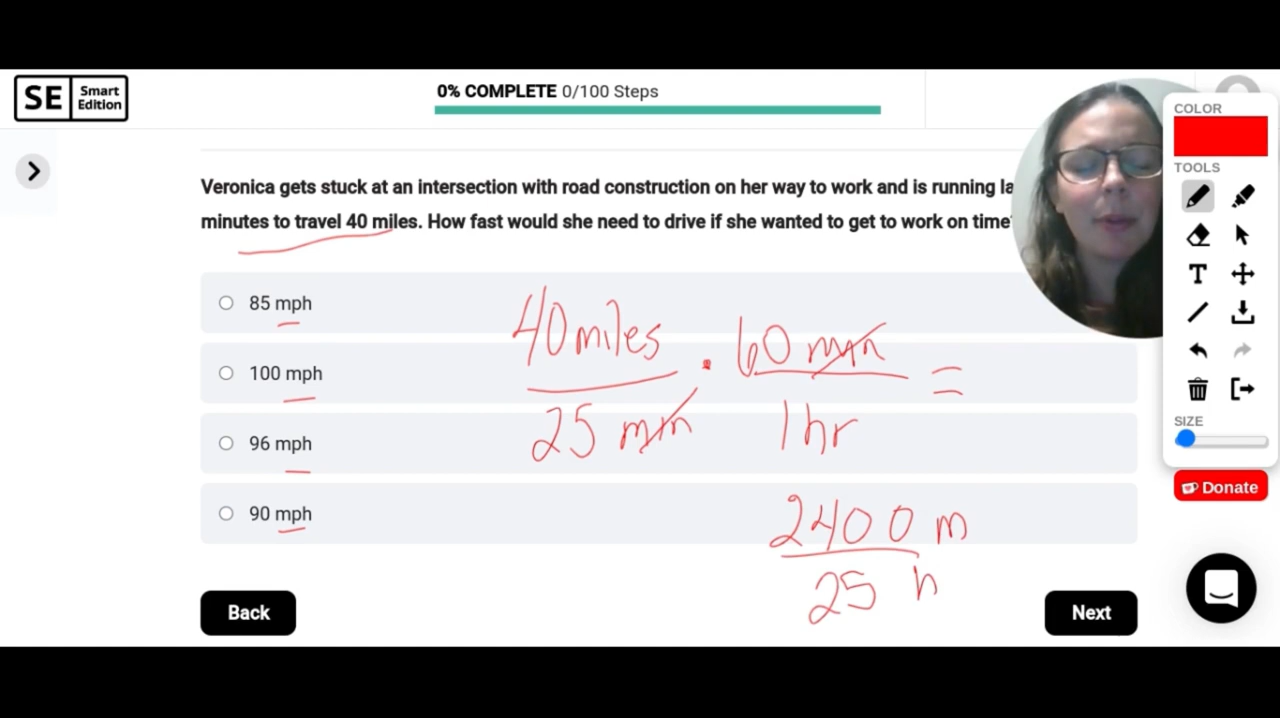 SE Smart Edition
0% COMPLETE 0/100 Steps
COLOR
TOOLS
Veronica gets stuck at an intersection with road construction on her way to work and is running
minutes to travel 40 miles. How fast would she need to drive if she wanted to get to work on time
85 mph
100 mph
96 mph
90 mph
40 miles · 60 min =
25 min 1 hr
2400 m
25 h
T
SIZE
Donate
Back
Next